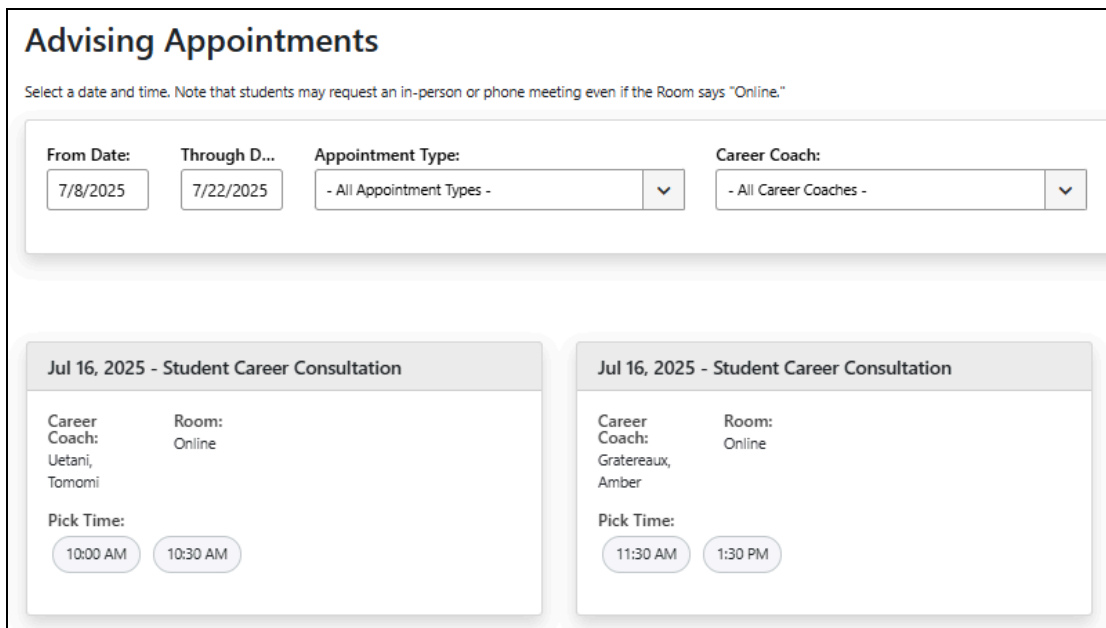 Advising Appointments
Select a date and time. Note that students may request an in-person or phone meeting even if the Room says "Online."
From Date: Through D... Appointment Type: Career Coach:
7/8/2025 7/22/2025 - All Appointment Types - - All Career Coaches -
Jul 16, 2025 - Student Career Consultation
Career
Coach:
Uetani,
Tomomi
Room:
Online
Pick Time:
10:00 AM 10:30 AM
Jul 16, 2025 - Student Career Consultation
Career
Coach:
Gratereaux,
Amber
Room:
Online
Pick Time:
11:30 AM 1:30 PM